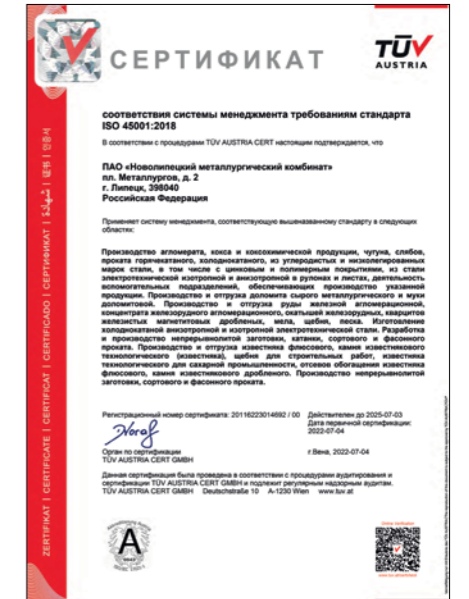 СЕРТИФИКАТ
TÜV
AUSTRIA
соответствия системы менеджмента требованиям стандарта
ISO 45001:2018
В соответствии с процедурами TÜV AUSTRIA CERT настоящим подтверждается, что
ПАО «Новолипецкий металлургический комбинат»
пл. Металлургов, д. 2
г. Липецк, 398040
Российская Федерация
Применяет систему менеджмента, соответствующую вышеназванному стандарту в следующих
областях:
Производство агломерата, кокса и коксохимической продукции, чугуна, слябов,
проката горячекатаного, холоднокатаного, из углеродистых и низколегированных
марок стали, в том числе с цинковым и полимерным покрытиями, из стали
электротехнической изотропной и анизотропной в рулонах и листах, деятельность
вспомогательных подразделений, обеспечивающих производство указанной
продукции. Производство и отгрузка доломита сырого металлургического и муки
доломитовой. Производство и отгрузка руды железной агломерационной,
концентрата железорудного агломерационного, окатышей железорудных, кварцитов
железистых магнетитовых дробленых, мела, щебня, песка. Изготовление
холоднокатаной анизотропной и изотропной электротехнической стали. Разработка
и производство непрерывнолитой заготовки, катанки, сортового и фасонного
проката. Производство и отгрузка известняка флюсового, камня известнякового
технологического (известняка), щебня для строительных работ, известняка
технологического для сахарной промышленности, отсевов обогащения известняка
флюсового, камня известнякового дробленого. Производство непрерывнолитой
заготовки, сортового и фасонного проката.
Регистрационный номер сертификата: 20116223014692 / 00
Действителен до 2025-07-03
Дата первичной сертификации:
2022-07-04
Орган по сертификации
TÜV AUSTRIA CERT GMBH
г.Вена, 2022-07-04
Данная сертификация была проведена в соответствии с процедурами аудитирования и
сертификации TÜV AUSTRIA CERT GMBH и подлежит регулярным надзорным аудитам.
TÜV AUSTRIA CERT GMBH Deutschstraße 10 A-1230 Wien www.tuv.at
ZERTIFIKAT | CERTIFICATE | CERTIFICAT | CERTIFICADO | СЕРТИФИКАТ | شهادة | 证书 | 인증서